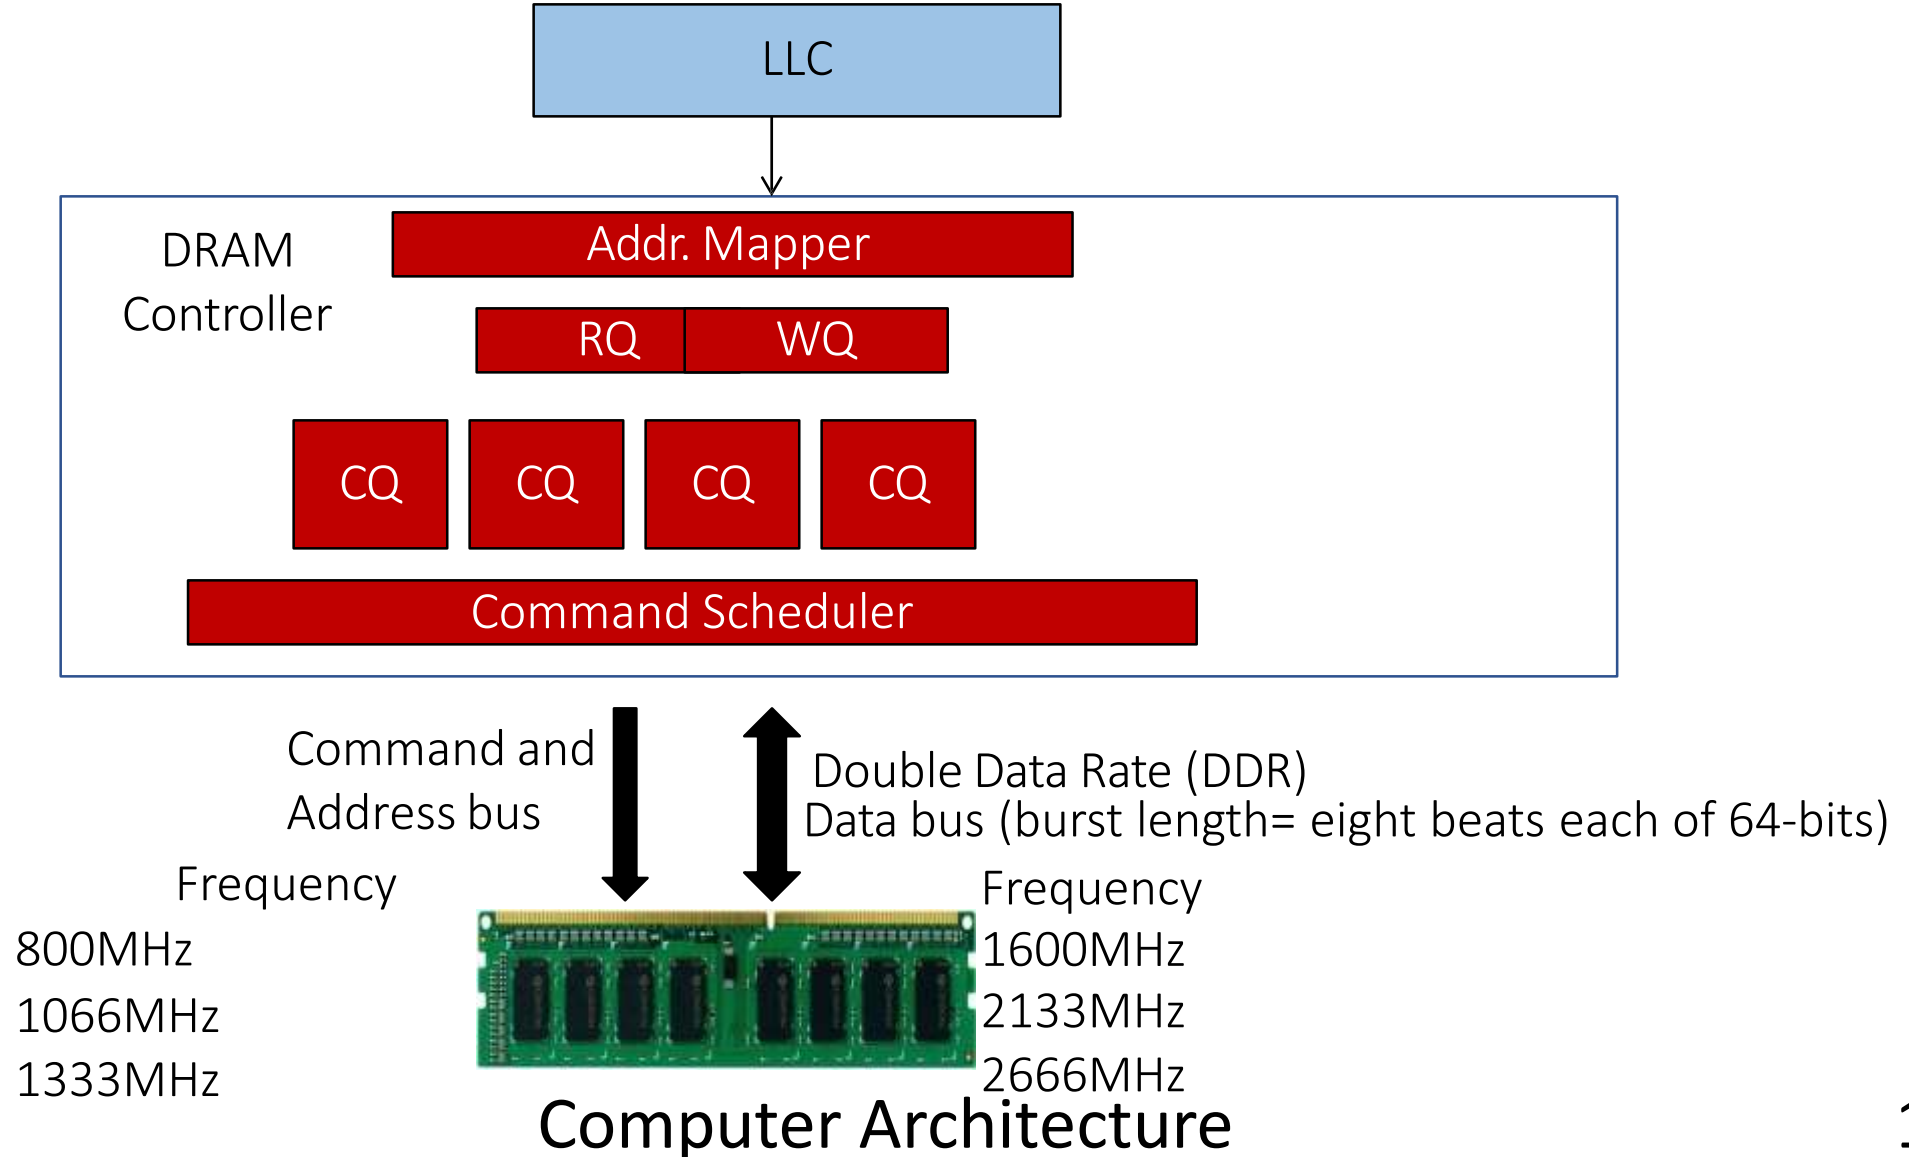 LLC
DRAM
Controller
Addr. Mapper
RQ
WQ
CQ
CQ
CQ
CQ
Command Scheduler
Command and
Address bus
Double Data Rate (DDR)
Data bus (burst length= eight beats each of 64-bits)
Frequency
800MHz
1066MHz
1333MHz
Frequency
1600MHz
2133MHz
2666MHz
Computer Architecture